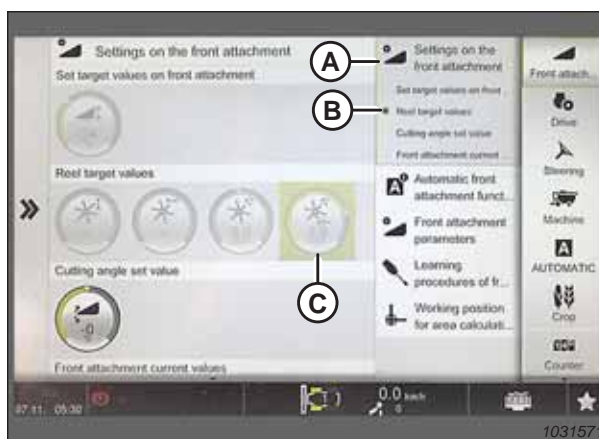 Settings on the front attachment
Set target values on front attachment
Reel target values
Cutting angle set value
-0
Front attachment current values
A
B
C
Settings on the
front attachment
Set target values on front ...
Reel target values
Cutting angle set value
Front attachment current ...
Automatic front
attachment funct...
Front attachment
parameters
Learning
procedures of fr...
Working position
for area calculati...
Front attach...
Drive
Steering
Machine
A
AUTOMATIC
Crop
Counter
07.11. 05:30
0.0 km/h
0
1031571